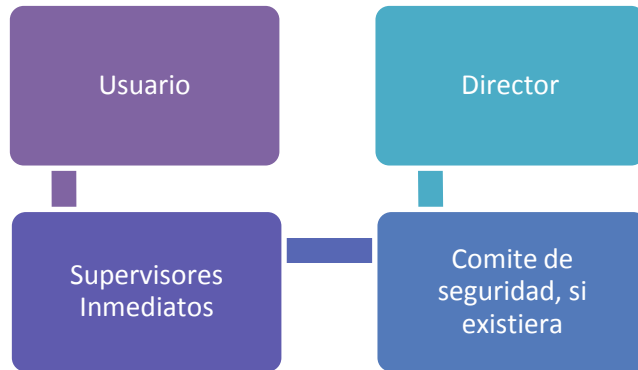 Usuario
Director
Supervisores
Inmediatos
Comite de
seguridad, si
existiera